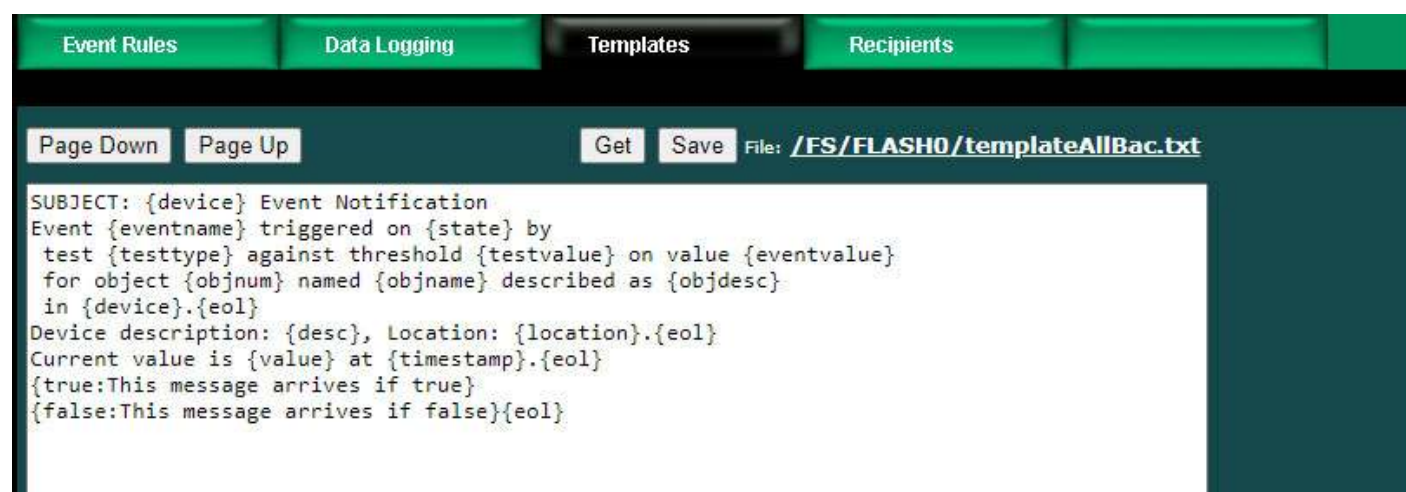 Event Rules Data Logging Templates Recipients
Page Down Page Up Get Save File: /FS/FLASH0/templateAllBac.txt
SUBJECT: {device} Event Notification
Event {eventname} triggered on {state} by
 test {testtype} against threshold {testvalue} on value {eventvalue}
 for object {objnum} named {objname} described as {objdesc}
 in {device}.{eol}
Device description: {desc}, Location: {location}.{eol}
Current value is {value} at {timestamp}.{eol}
{true:This message arrives if true}
{false:This message arrives if false}{eol}